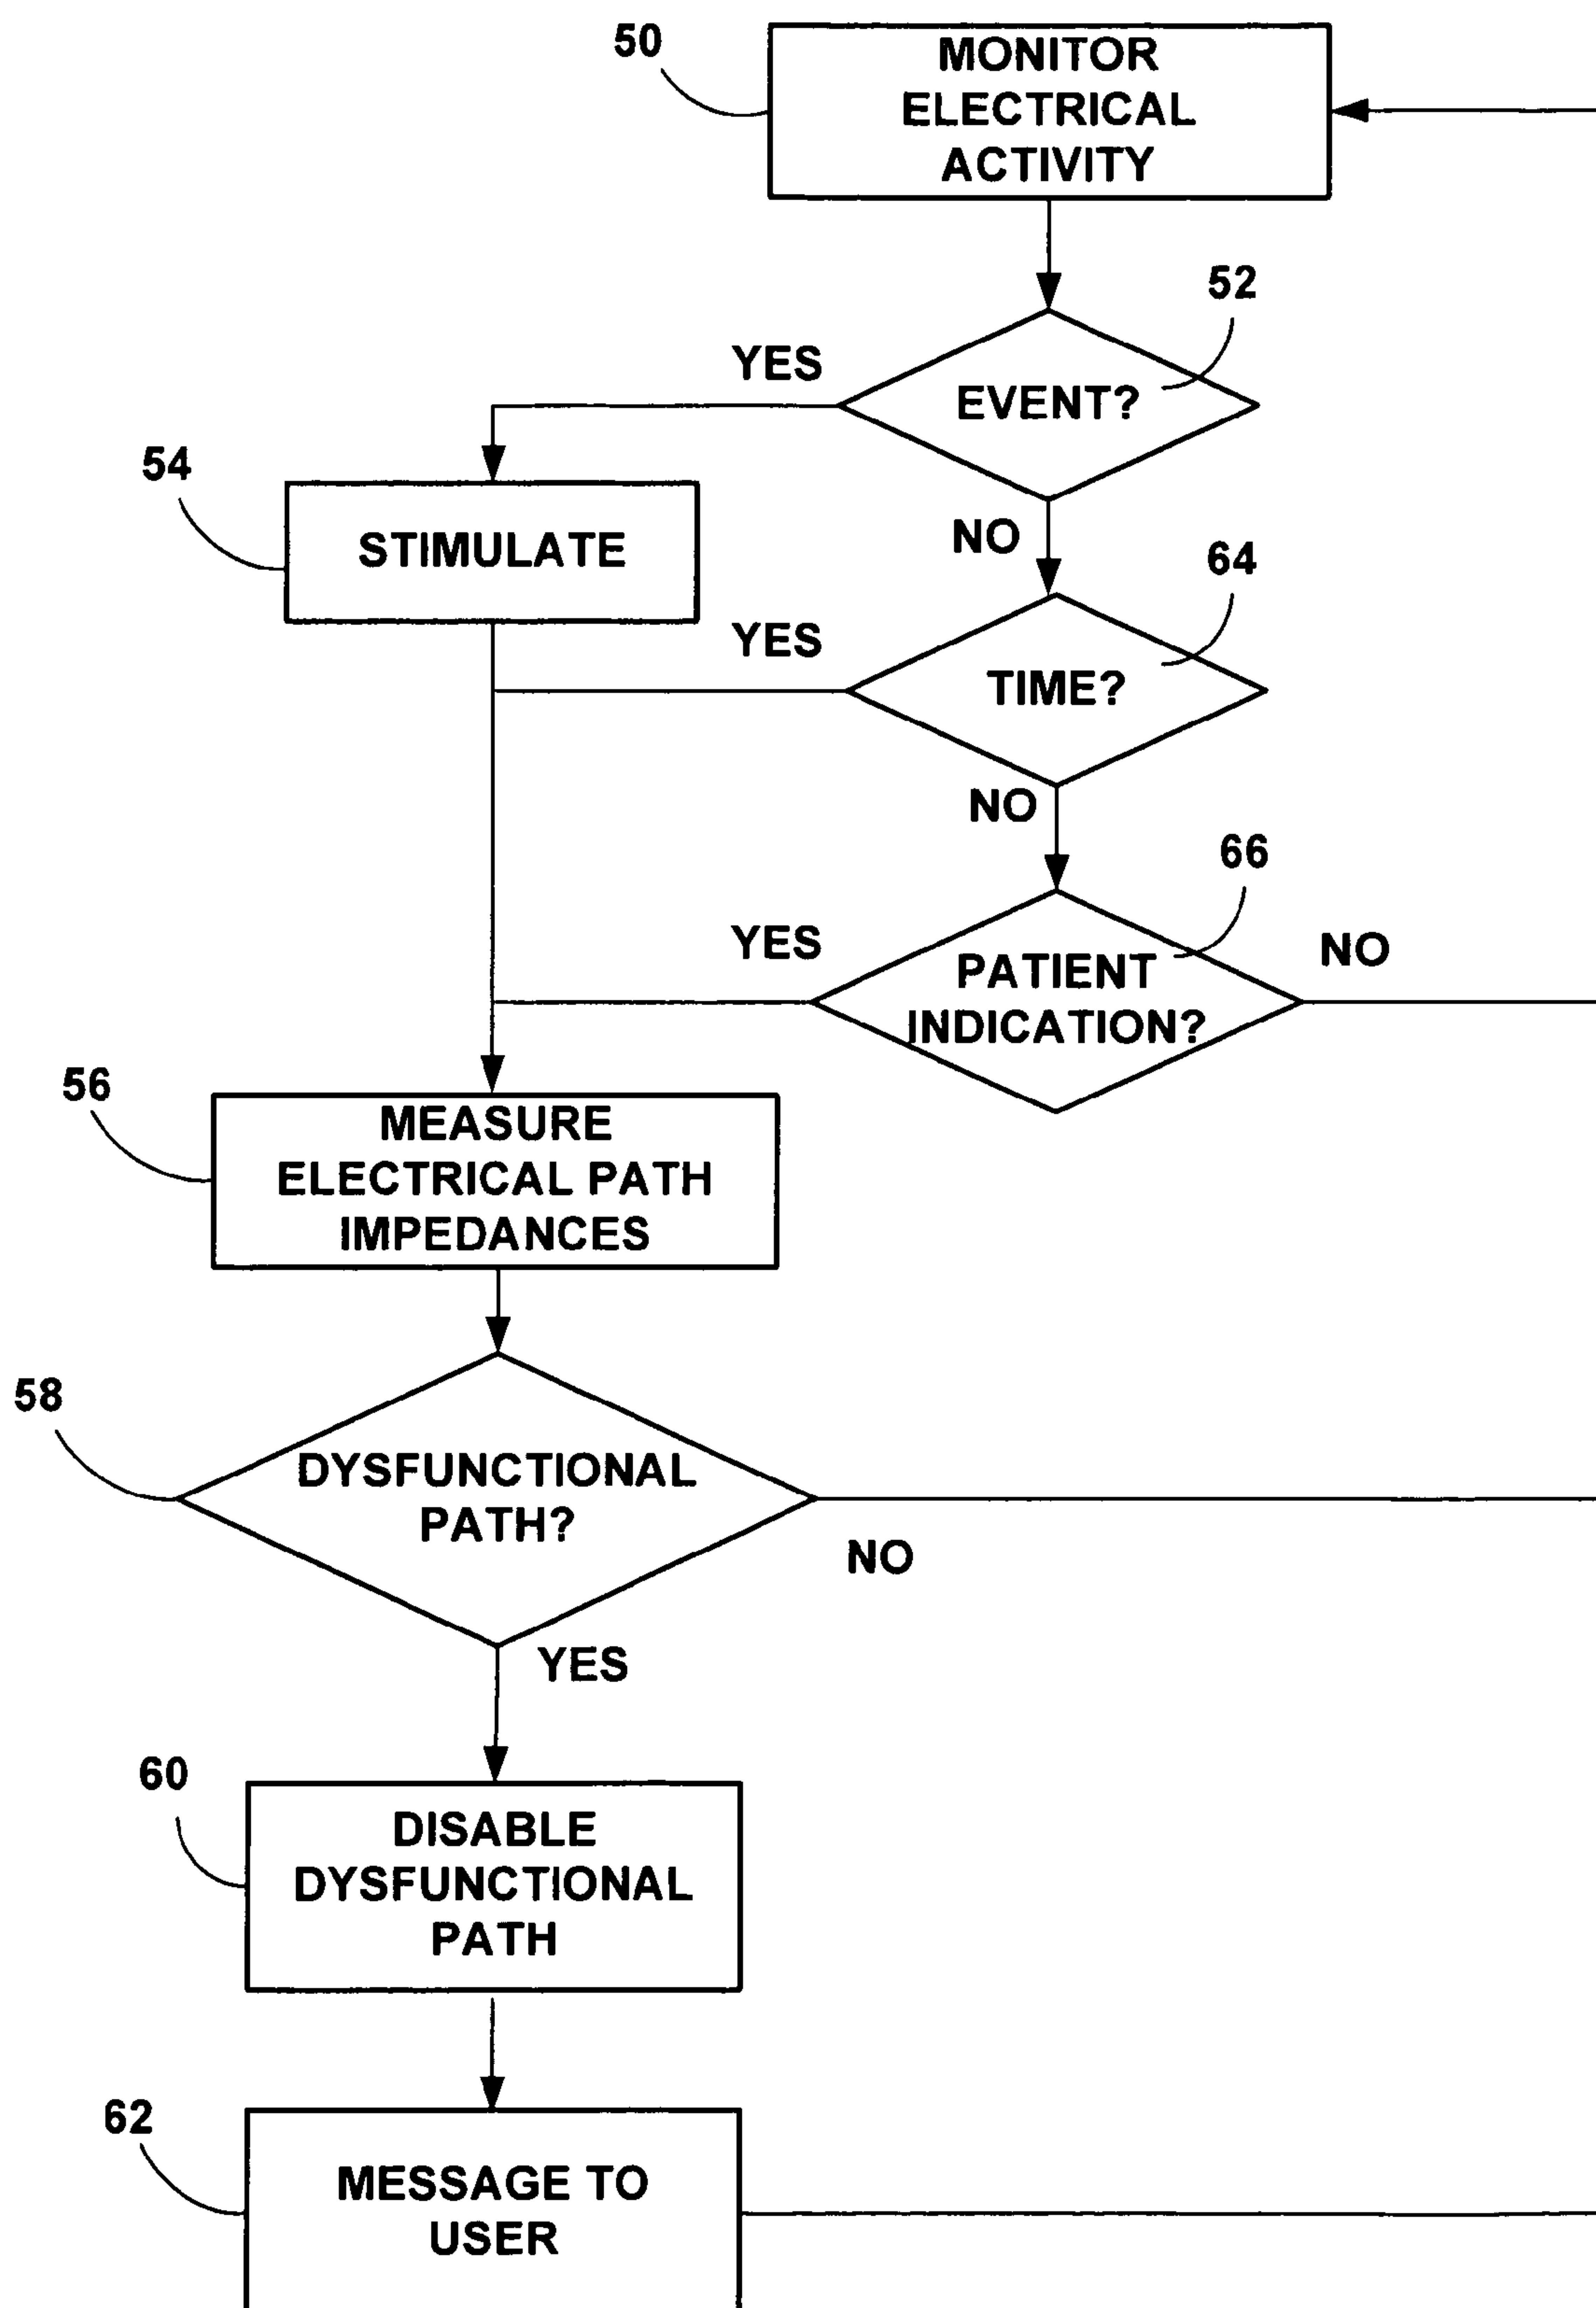 50
MONITOR
ELECTRICAL
ACTIVITY
52
YES
EVENT?
54
STIMULATE
NO
64
YES
TIME?
NO
66
YES
PATIENT
INDICATION?
NO
56
MEASURE
ELECTRICAL PATH
IMPEDANCES
58
DYSFUNCTIONAL
PATH?
NO
YES
60
DISABLE
DYSFUNCTIONAL
PATH
62
MESSAGE TO
USER